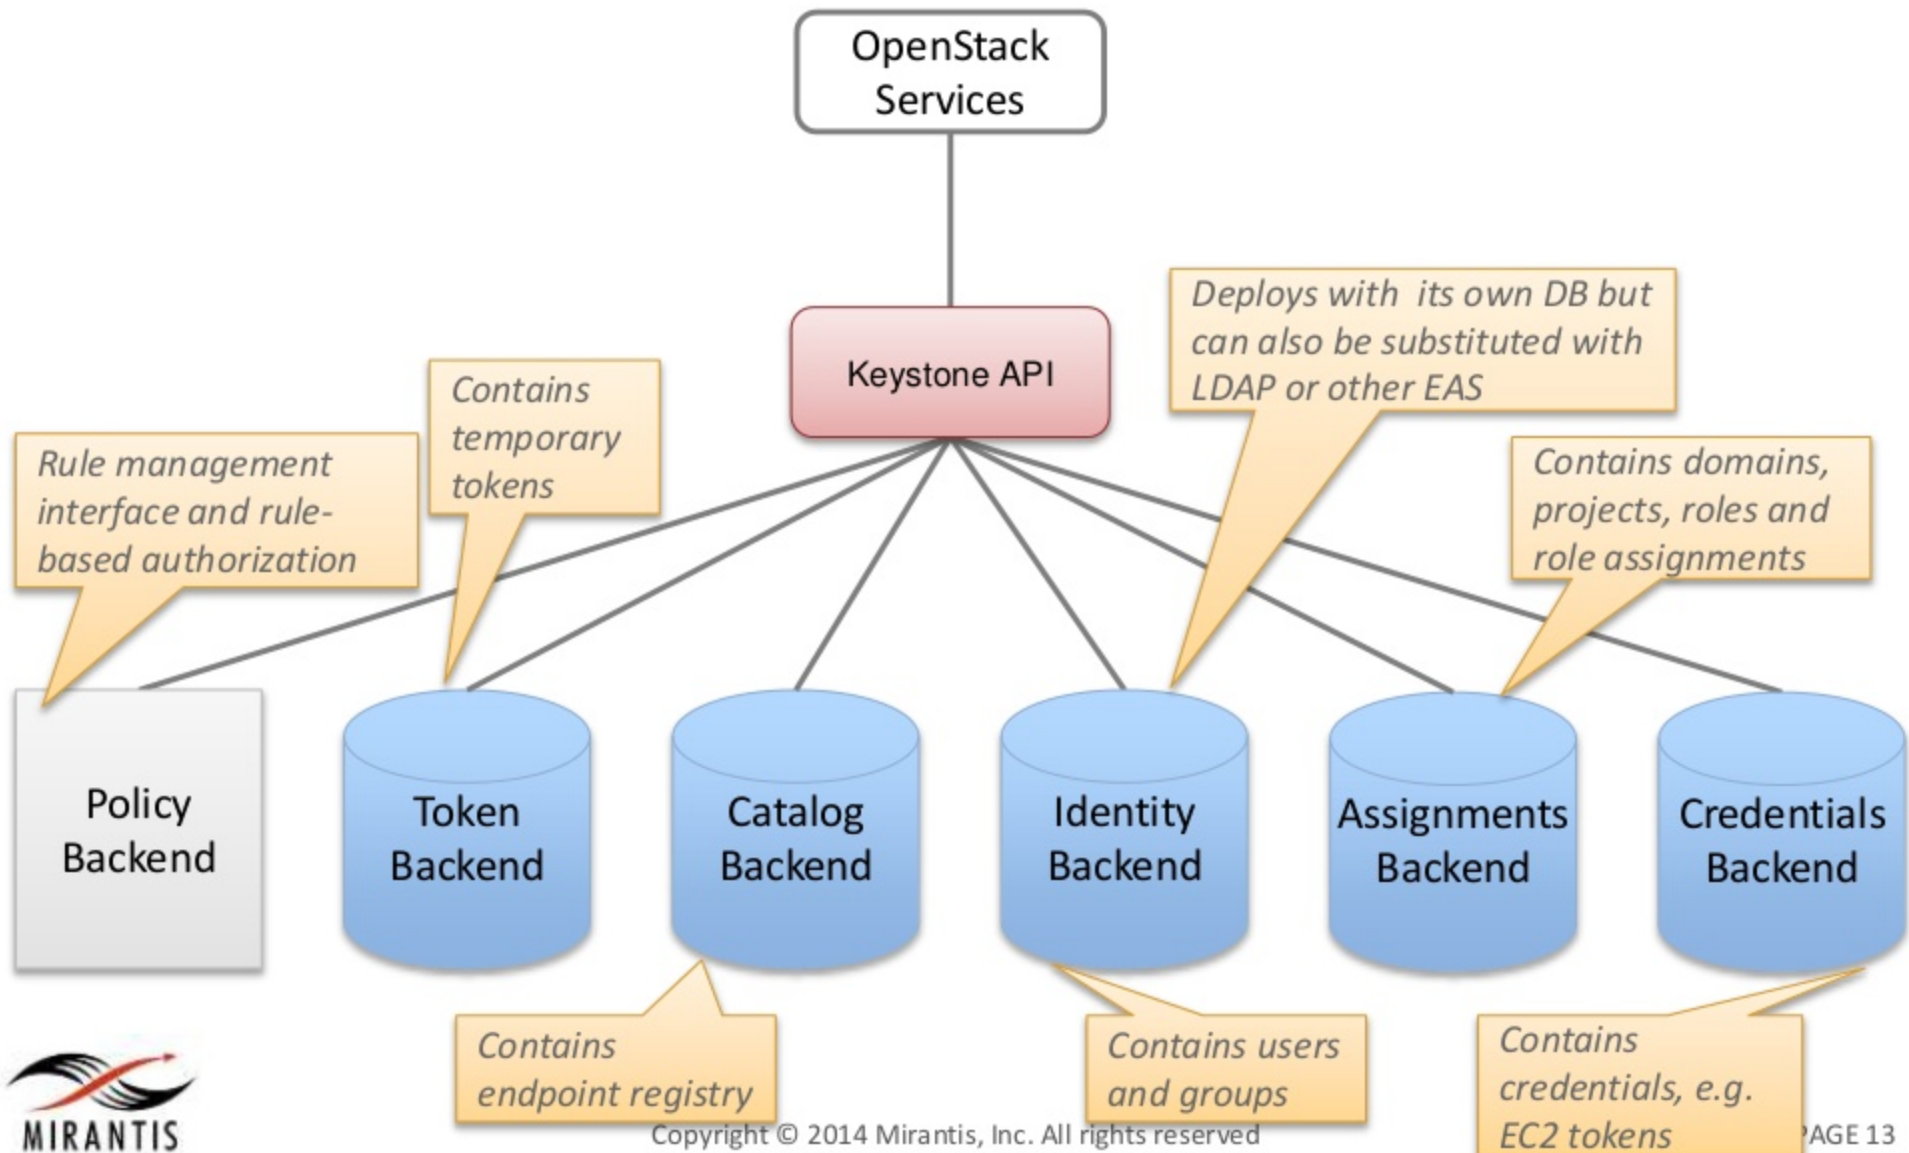 OpenStack
Services
Keystone API
Deploys with its own DB but
can also be substituted with
LDAP or other EAS
Contains
temporary
tokens
Rule management
interface and rule-
based authorization
Contains domains,
projects, roles and
role assignments
Policy
Backend
Token
Backend
Catalog
Backend
Identity
Backend
Assignments
Backend
Credentials
Backend
Contains
endpoint registry
Contains users
and groups
Contains
credentials, e.g.
EC2 tokens
MIRANTIS
Copyright © 2014 Mirantis, Inc. All rights reserved
PAGE 13